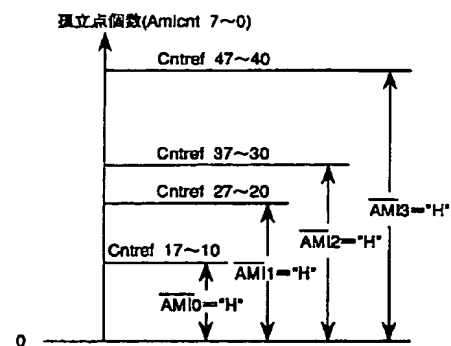 孤立点個数(Amicnt 7～0)
Cntref 47～40
Cntref 37～30
Cntref 27～20
AMI3="H"
AMI2="H"
Cntref 17～10
AMI1="H"
AMI0="H"
0